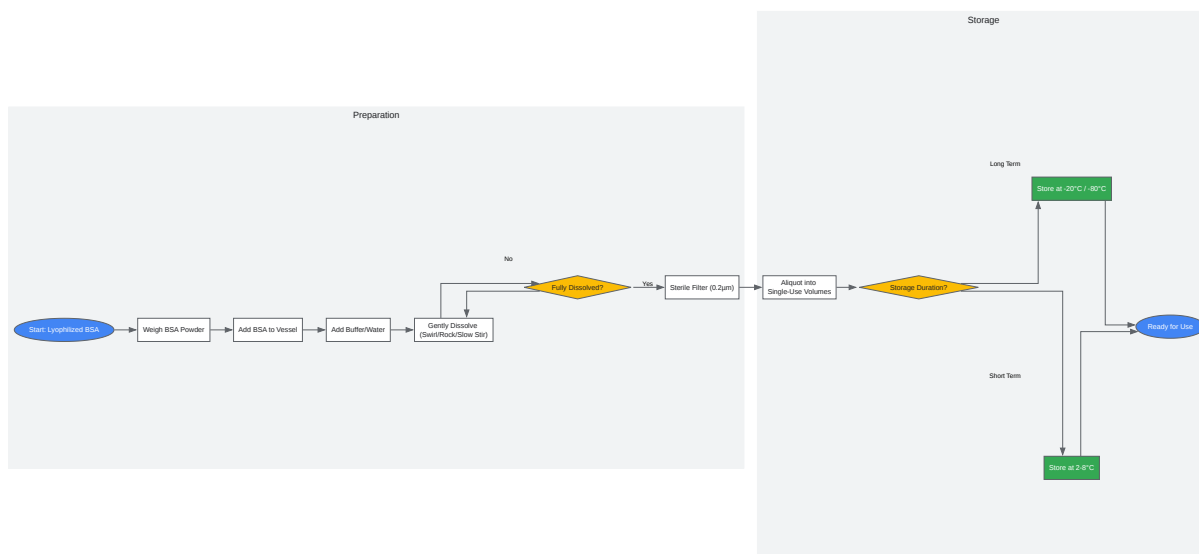 Storage
Preparation
Long Term
Store at -20°C / -80°C
No
Fully Dissolved?
Yes
Sterile Filter (0.2µm)
Aliquot into
Single-Use Volumes
Storage Duration?
Start: Lyophilized BSA
Weigh BSA Powder
Add BSA to Vessel
Add Buffer/Water
Gently Dissolve
(Swirl/Rock/Slow Stir)
Ready for Use
Short Term
Store at 2-8°C